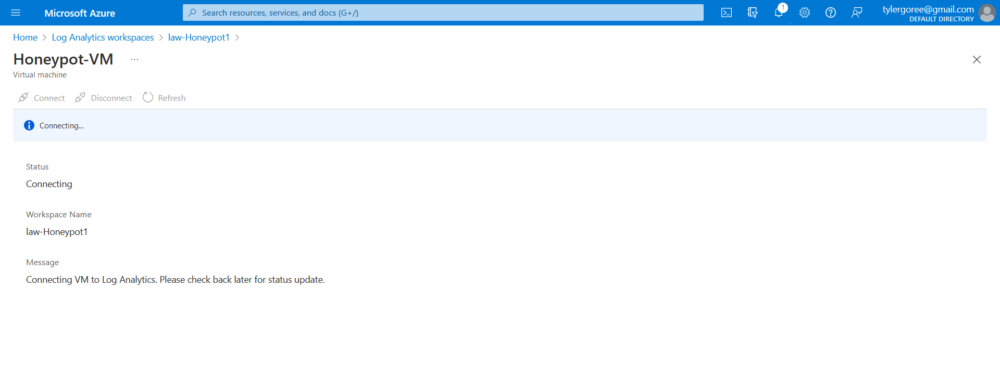 Microsoft Azure
Search resources, services, and docs (G+/)
1
tylergoree@gmail.com
DEFAULT DIRECTORY
Home > Log Analytics workspaces > law-Honeypot1 >
Honeypot-VM ...
Virtual machine
Connect Disconnect Refresh
Connecting...
Status
Connecting
Workspace Name
law-Honeypot1
Message
Connecting VM to Log Analytics. Please check back later for status update.